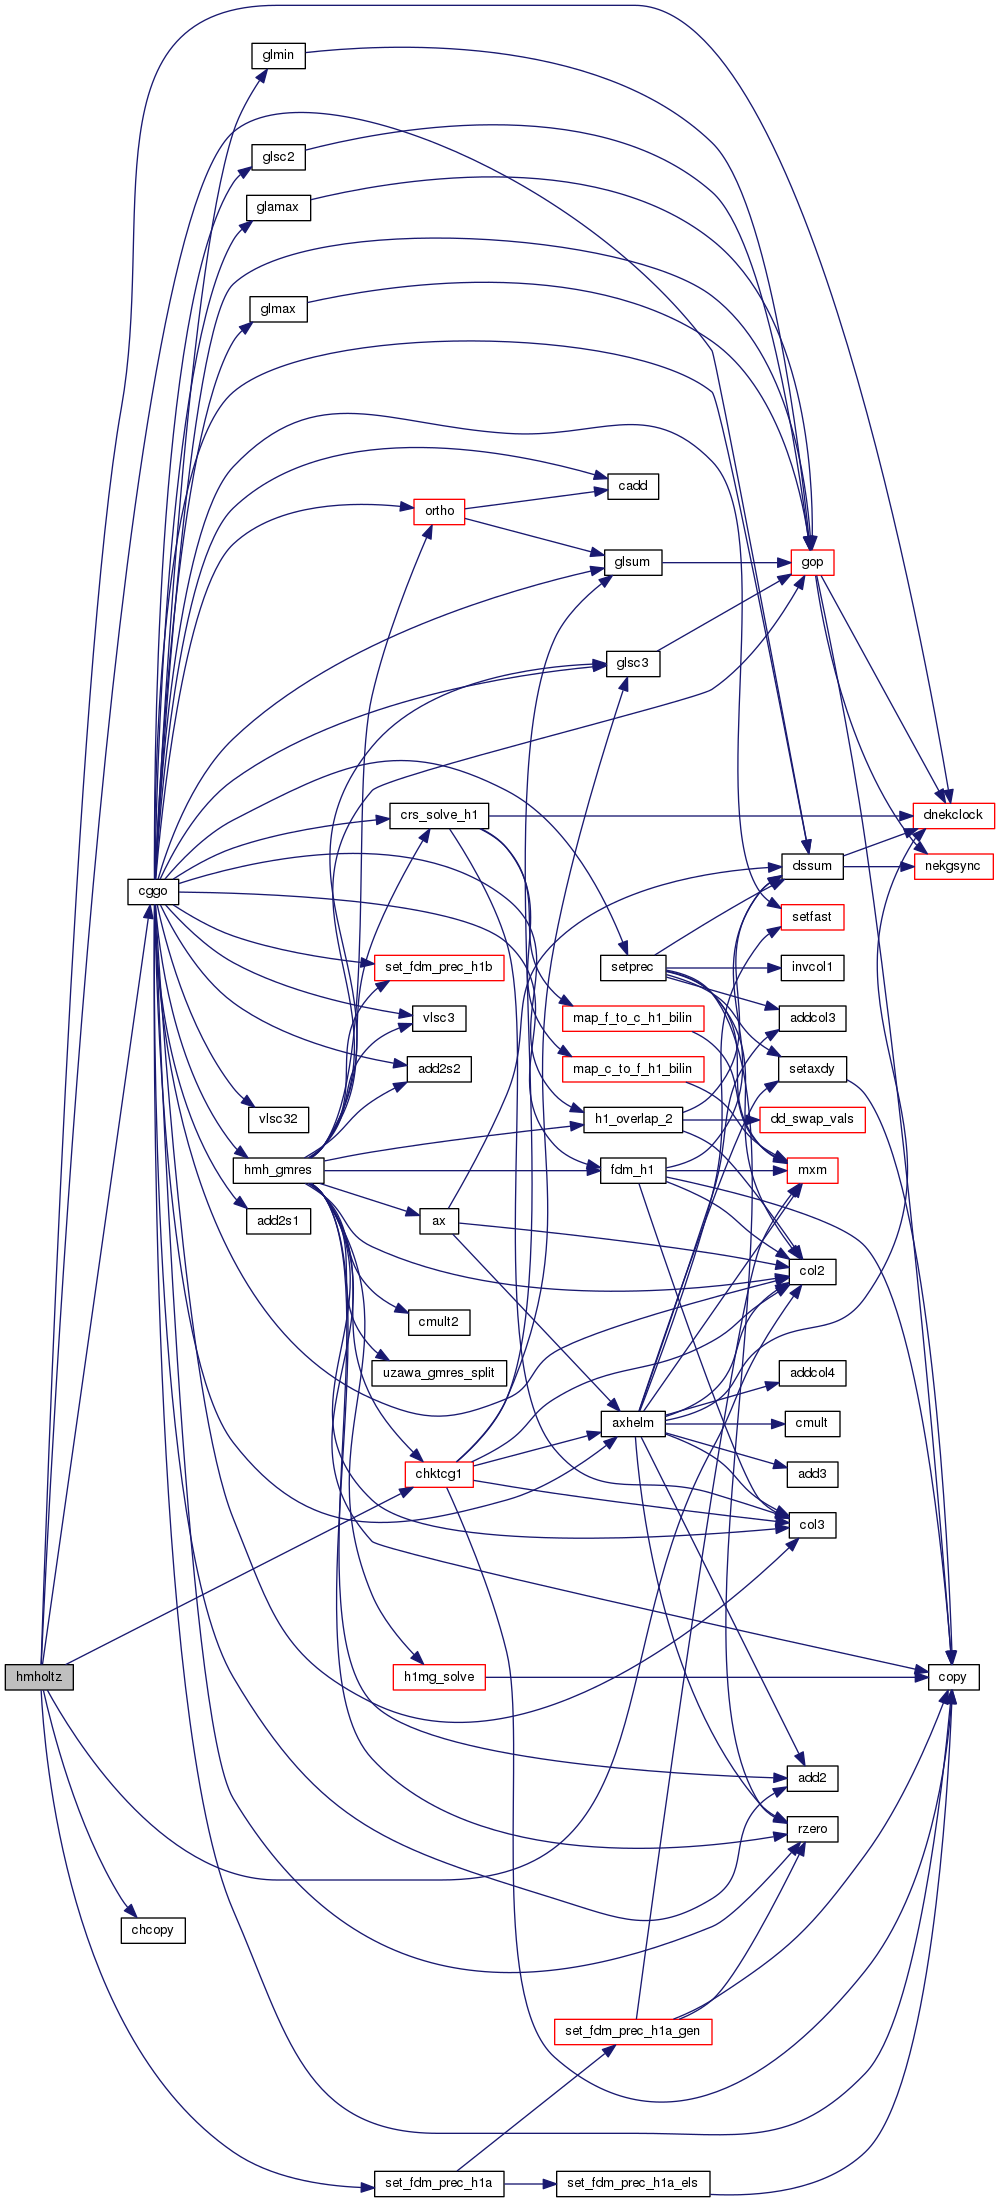 glmin
glsc2
glamax
glmax
cadd
ortho
glsum
gop
glsc3
crs_solve_h1
dnekclock
dssum
nekgsync
cggo
setfast
set_fdm_prec_h1b
setprec
invcol1
vlsc3
map_f_to_c_h1_bilin
addcol3
add2s2
map_c_to_f_h1_bilin
setaxdy
vlsc32
h1_overlap_2
dd_swap_vals
hmh_gmres
fdm_h1
mxm
add2s1
ax
col2
cmult2
uzawa_gmres_split
addcol4
axhelm
cmult
chktcg1
add3
col3
hmholtz
h1mg_solve
copy
add2
rzero
chcopy
set_fdm_prec_h1a_gen
set_fdm_prec_h1a
set_fdm_prec_h1a_els